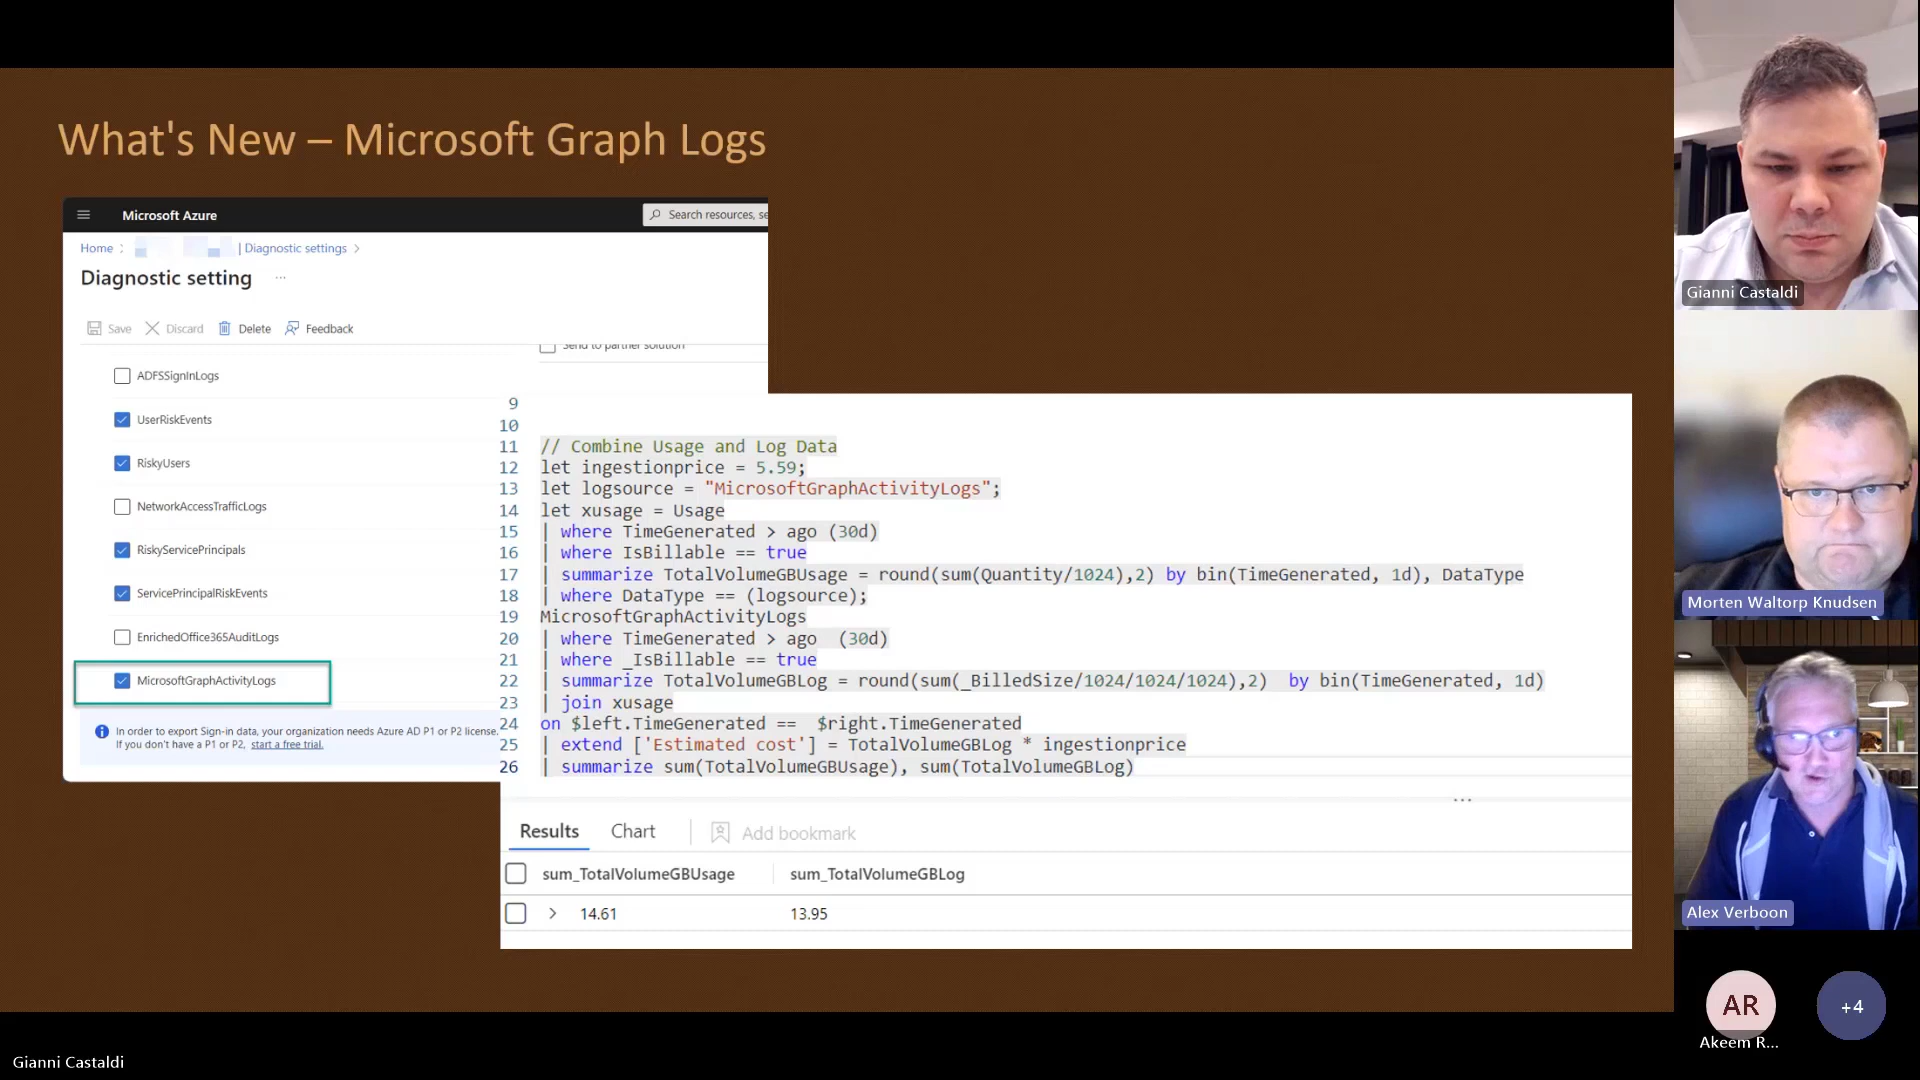 What's New – Microsoft Graph Logs
Microsoft Azure
Search resources, se
Home
| Diagnostic settings >
Diagnostic setting ...
Save Discard Delete Feedback
Send to partner solution
ADFSSignInLogs
UserRiskEvents
RiskyUsers
NetworkAccessTrafficLogs
RiskyServicePrincipals
ServicePrincipalRiskEvents
EnrichedOffice365AuditLogs
MicrosoftGraphActivityLogs
In order to export Sign-in data, your organization needs Azure AD P1 or P2 license.
If you don't have a P1 or P2, start a free trial.
9
10
11 // Combine Usage and Log Data
12 let ingestionprice = 5.59;
13 let logsource = "MicrosoftGraphActivityLogs";
14 let xusage = Usage
15 | where TimeGenerated > ago (30d)
16 | where IsBillable == true
17 | summarize TotalVolumeGBUsage = round(sum(Quantity/1024),2) by bin(TimeGenerated, 1d), DataType
18 | where DataType == (logsource);
19 MicrosoftGraphActivityLogs
20 | where TimeGenerated > ago  (30d)
21 | where _IsBillable == true
22 | summarize TotalVolumeGBLog = round(sum(_BilledSize/1024/1024/1024),2)  by bin(TimeGenerated, 1d)
23 | join xusage
24 on $left.TimeGenerated ==  $right.TimeGenerated
25 | extend ['Estimated cost'] = TotalVolumeGBLog * ingestionprice
26 | summarize sum(TotalVolumeGBUsage), sum(TotalVolumeGBLog)
...
Results Chart Add bookmark
sum_TotalVolumeGBUsage sum_TotalVolumeGBLog
> 14.61 13.95
Gianni Castaldi
Morten Waltorp Knudsen
Alex Verboon
AR
Akeem R...
+4
Gianni Castaldi